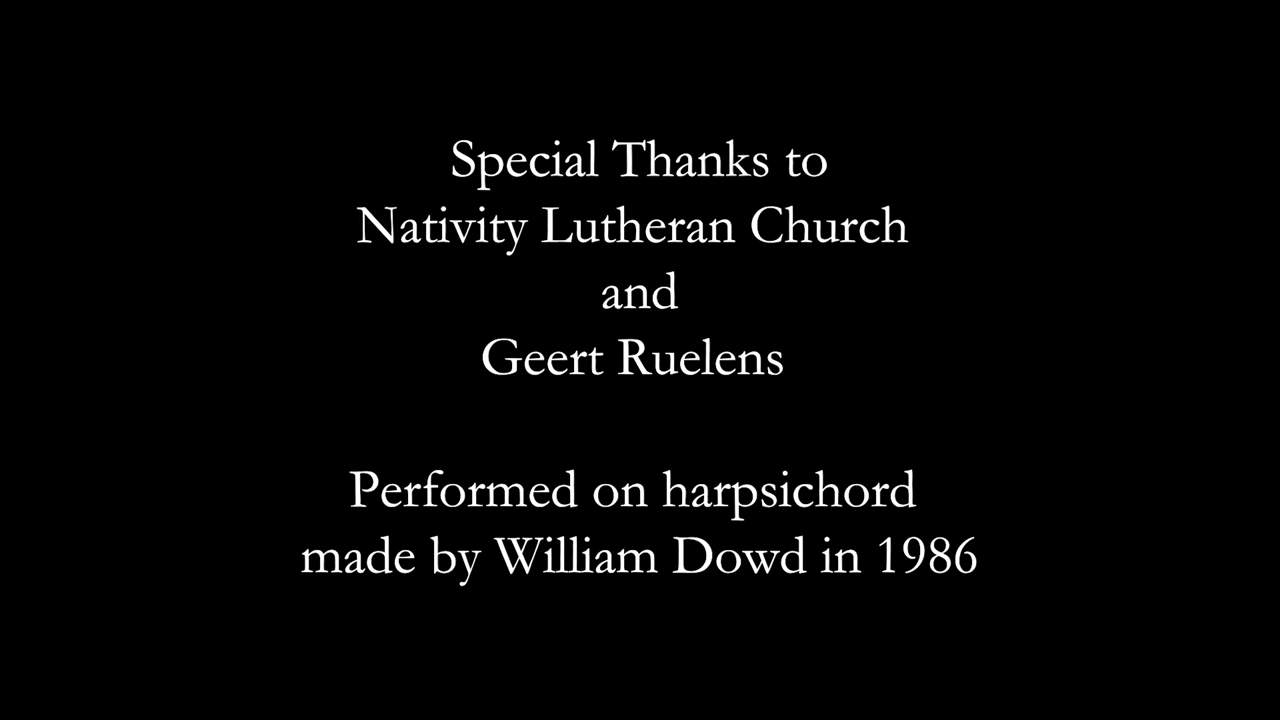 Special Thanks to
Nativity Lutheran Church
and
Geert Ruelens
Performed on harpsichord
made by William Dowd in 1986